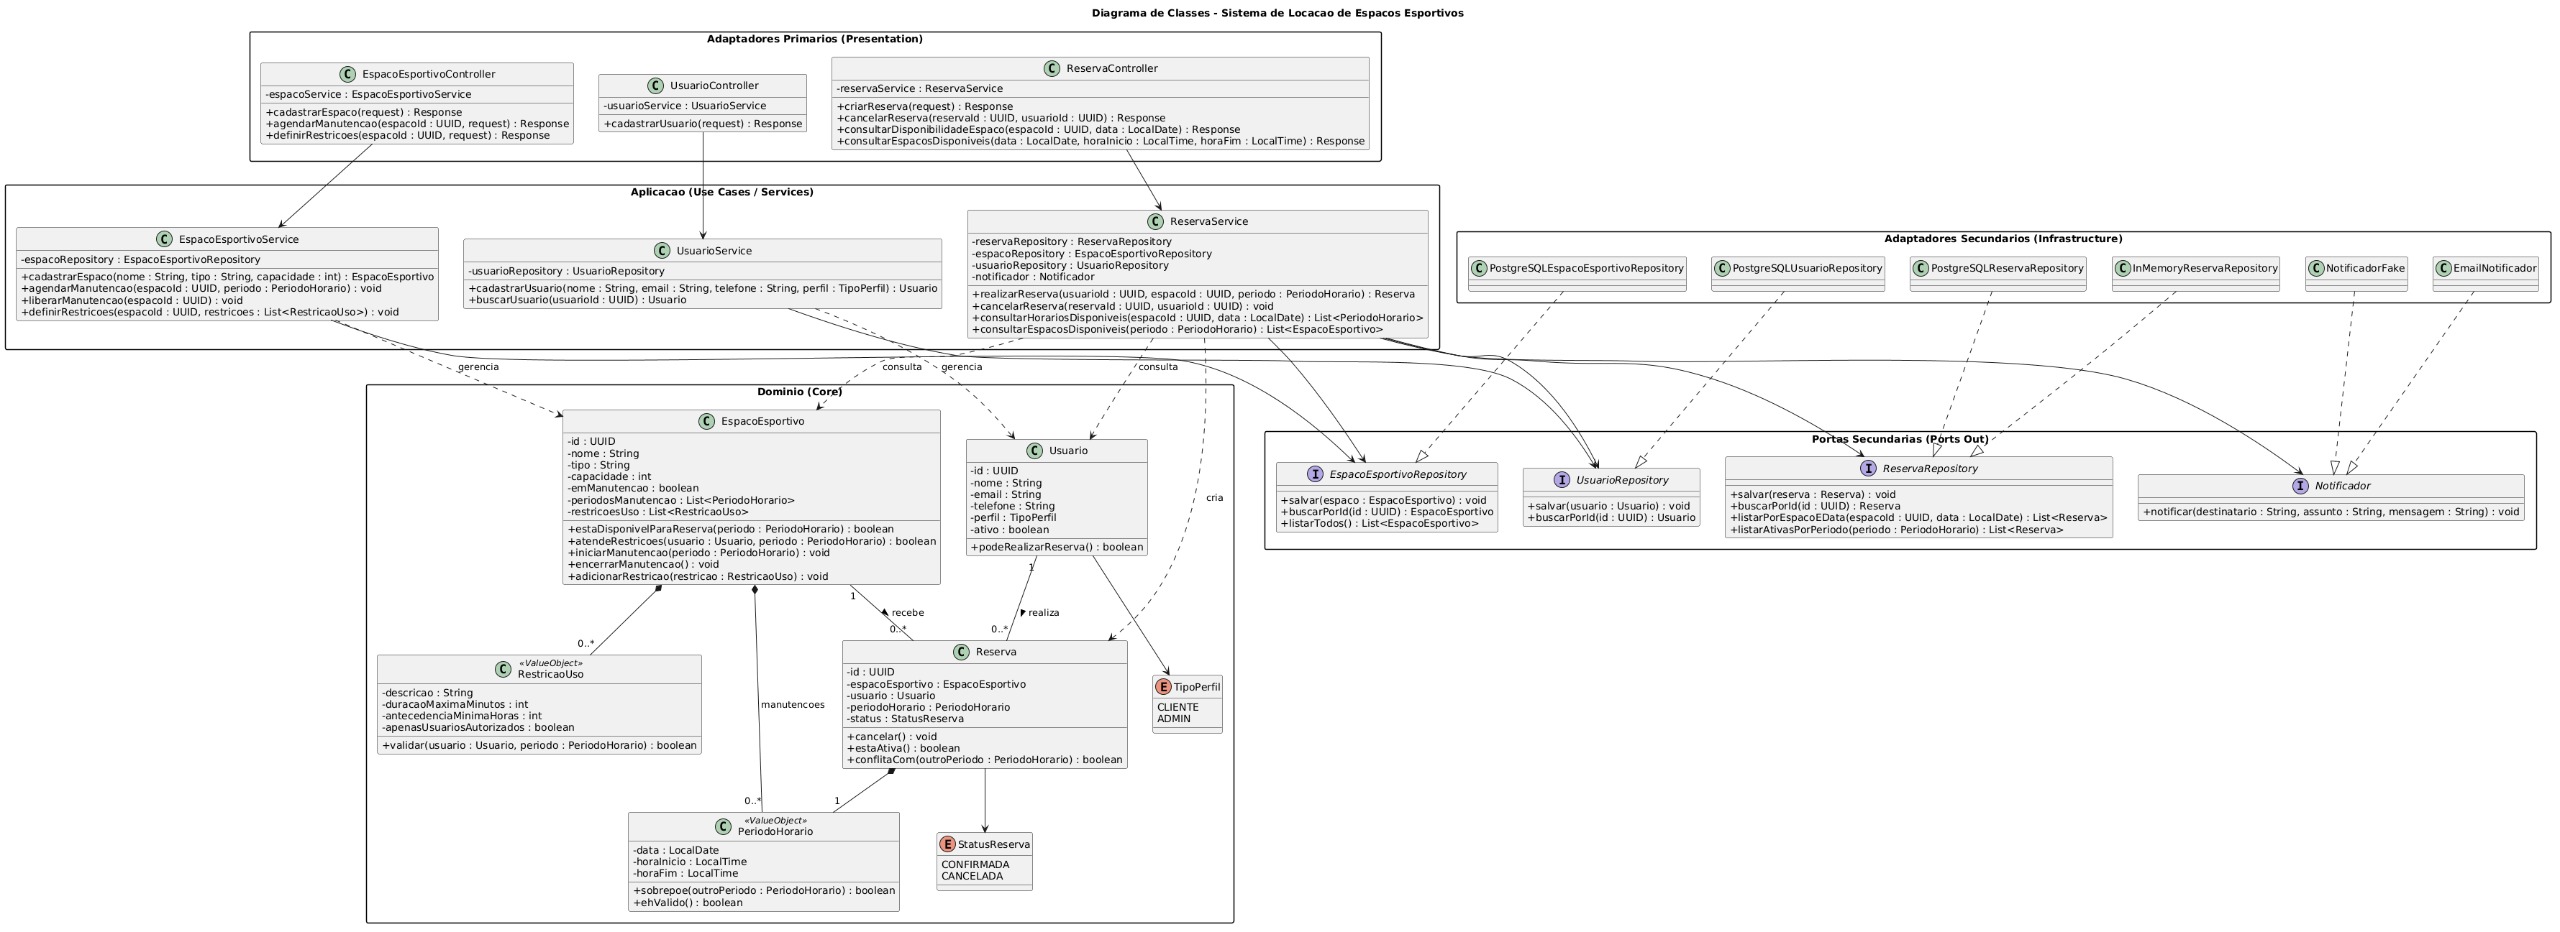 Diagrama de Classes - Sistema de Locacao de Espacos Esportivos
Adaptadores Primarios (Presentation)
C EspacoEsportivoController
-espacoService : EspacoEsportivoService
+cadastrarEspaco(request) : Response
+agendarManutencao(espacoId : UUID, request) : Response
+definirRestricoes(espacoId : UUID, request) : Response
C UsuarioController
-usuarioService : UsuarioService
+cadastrarUsuario(request) : Response
C ReservaController
-reservaService : ReservaService
+criarReserva(request) : Response
+cancelarReserva(reservaId : UUID, usuarioId : UUID) : Response
+consultarDisponibilidadeEspaco(espacoId : UUID, data : LocalDate) : Response
+consultarEspacosDisponiveis(data : LocalDate, horaInicio : LocalTime, horaFim : LocalTime) : Response
Aplicacao (Use Cases / Services)
C EspacoEsportivoService
-espacoRepository : EspacoEsportivoRepository
+cadastrarEspaco(nome : String, tipo : String, capacidade : int) : EspacoEsportivo
+agendarManutencao(espacoId : UUID, periodo : PeriodoHorario) : void
+liberarManutencao(espacoId : UUID) : void
+definirRestricoes(espacoId : UUID, restricoes : List<RestricaoUso>) : void
C UsuarioService
-usuarioRepository : UsuarioRepository
+cadastrarUsuario(nome : String, email : String, telefone : String, perfil : TipoPerfil) : Usuario
+buscarUsuario(usuarioId : UUID) : Usuario
C ReservaService
-reservaRepository : ReservaRepository
-espacoRepository : EspacoEsportivoRepository
-usuarioRepository : UsuarioRepository
-notificador : Notificador
+realizarReserva(usuarioId : UUID, espacoId : UUID, periodo : PeriodoHorario) : Reserva
+cancelarReserva(reservaId : UUID, usuarioId : UUID) : void
+consultarHorariosDisponiveis(espacoId : UUID, data : LocalDate) : List<PeriodoHorario>
+consultarEspacosDisponiveis(periodo : PeriodoHorario) : List<EspacoEsportivo>
Adaptadores Secundarios (Infrastructure)
C PostgreSQLEspacoEsportivoRepository
C PostgreSQLUsuarioRepository
C PostgreSQLReservaRepository
C InMemoryReservaRepository
C NotificadorFake
C EmailNotificador
gerencia
consulta
gerencia
consulta
cria
Dominio (Core)
C EspacoEsportivo
-id : UUID
-nome : String
-tipo : String
-capacidade : int
-emManutencao : boolean
-periodosManutencao : List<PeriodoHorario>
-restricoesUso : List<RestricaoUso>
+estaDisponivelParaReserva(periodo : PeriodoHorario) : boolean
+atendeRestricoes(usuario : Usuario, periodo : PeriodoHorario) : boolean
+iniciarManutencao(periodo : PeriodoHorario) : void
+encerrarManutencao() : void
+adicionarRestricao(restricao : RestricaoUso) : void
C Usuario
-id : UUID
-nome : String
-email : String
-telefone : String
-perfil : TipoPerfil
-ativo : boolean
+podeRealizarReserva() : boolean
Portas Secundarias (Ports Out)
I EspacoEsportivoRepository
+salvar(espaco : EspacoEsportivo) : void
+buscarPorId(id : UUID) : EspacoEsportivo
+listarTodos() : List<EspacoEsportivo>
I UsuarioRepository
+salvar(usuario : Usuario) : void
+buscarPorId(id : UUID) : Usuario
I ReservaRepository
+salvar(reserva : Reserva) : void
+buscarPorId(id : UUID) : Reserva
+listarPorEspacoEData(espacoId : UUID, data : LocalDate) : List<Reserva>
+listarAtivasPorPeriodo(periodo : PeriodoHorario) : List<Reserva>
I Notificador
+notificar(destinatario : String, assunto : String, mensagem : String) : void
1
recebe
0..*
1
realiza
0..*
0..*
C «ValueObject»
RestricaoUso
-descricao : String
-duracaoMaximaMinutos : int
-antecedenciaMinimaHoras : int
-apenasUsuariosAutorizados : boolean
+validar(usuario : Usuario, periodo : PeriodoHorario) : boolean
manutencoes
0..*
C Reserva
-id : UUID
-espacoEsportivo : EspacoEsportivo
-usuario : Usuario
-periodoHorario : PeriodoHorario
-status : StatusReserva
+cancelar() : void
+estaAtiva() : boolean
+conflitaCom(outroPeriodo : PeriodoHorario) : boolean
E TipoPerfil
CLIENTE
ADMIN
1
C «ValueObject»
PeriodoHorario
-data : LocalDate
-horaInicio : LocalTime
-horaFim : LocalTime
+sobrepoe(outroPeriodo : PeriodoHorario) : boolean
+ehValido() : boolean
E StatusReserva
CONFIRMADA
CANCELADA